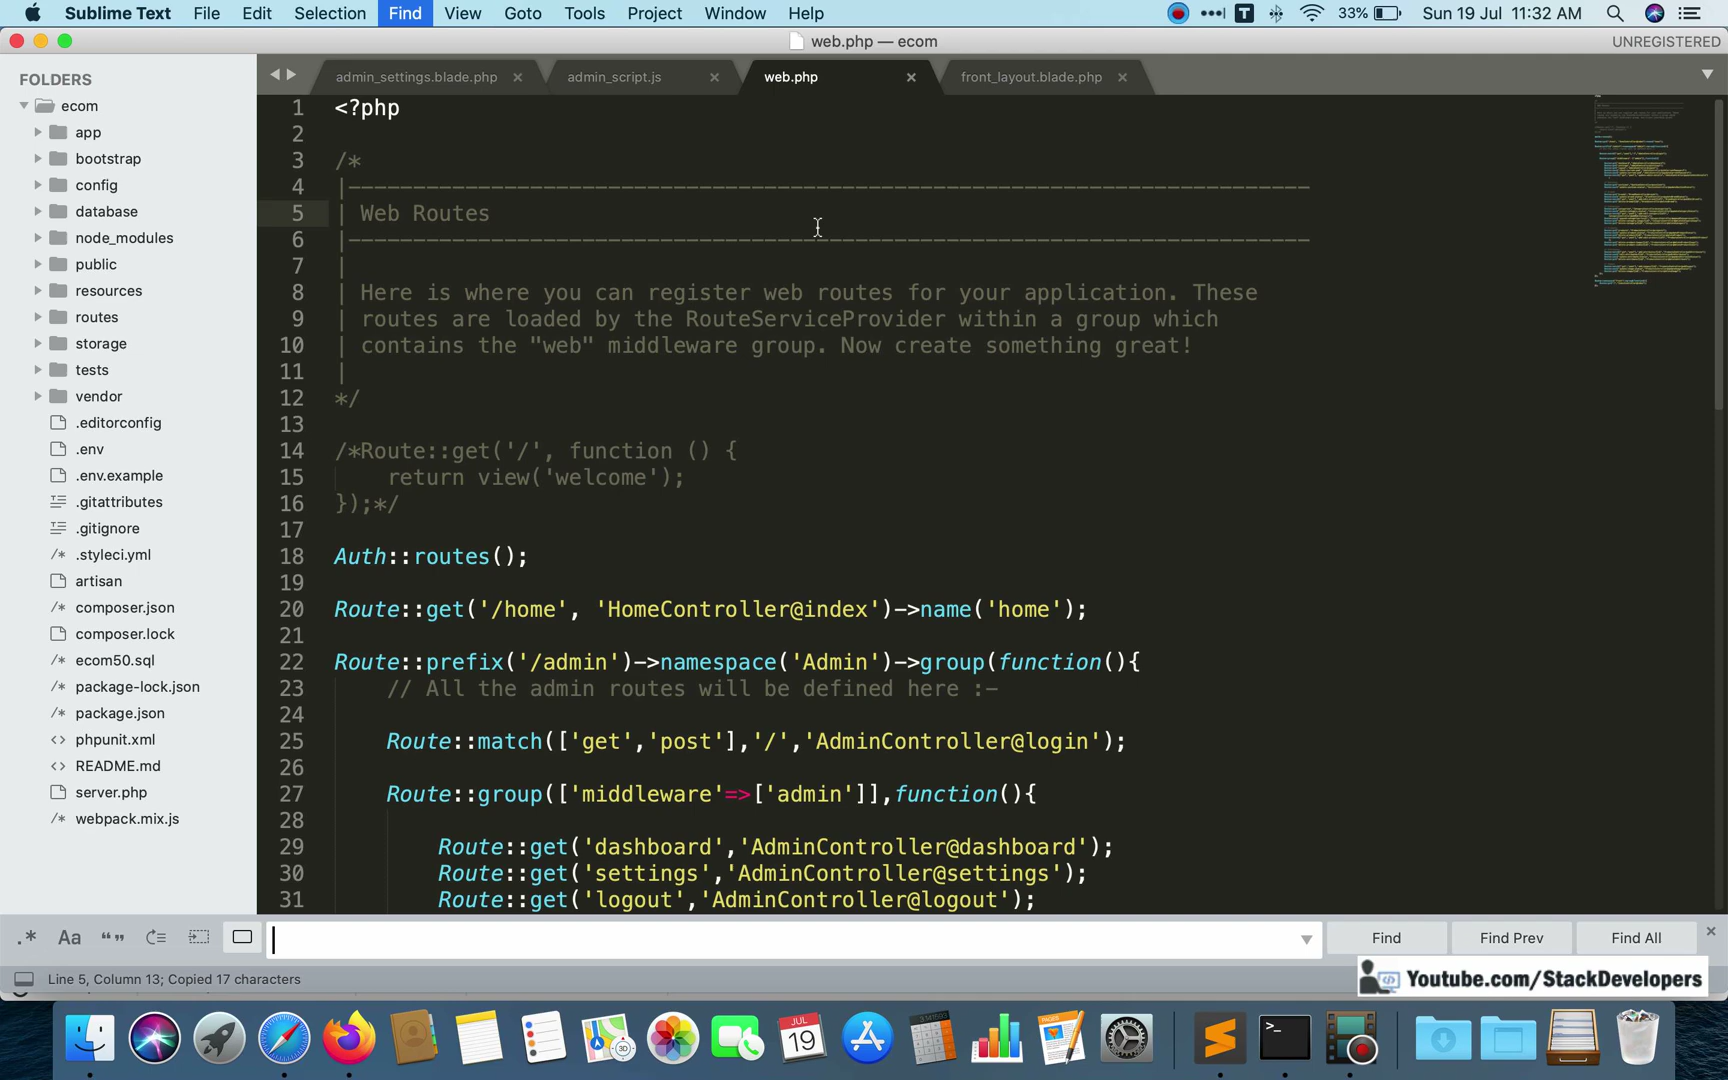 Sublime Text File Edit Selection Find View Goto Tools Project Window Help 33% Sun 19 Jul 11:32 AM
web.php — ecom UNREGISTERED
FOLDERS
ecom
app
bootstrap
config
database
node_modules
public
resources
routes
storage
tests
vendor
.editorconfig
.env
.env.example
.gitattributes
.gitignore
.styleci.yml
artisan
composer.json
composer.lock
ecom50.sql
package-lock.json
package.json
phpunit.xml
README.md
server.php
webpack.mix.js
admin_settings.blade.php admin_script.js web.php front_layout.blade.php
1 <?php
2
3 /*
4 |--------------------------------------------------------------------------
5 | Web Routes
6 |--------------------------------------------------------------------------
7 |
8 | Here is where you can register web routes for your application. These
9 | routes are loaded by the RouteServiceProvider within a group which
10 | contains the "web" middleware group. Now create something great!
11 |
12 */
13
14 /*Route::get('/', function () {
15 return view('welcome');
16 });*/
17
18 Auth::routes();
19
20 Route::get('/home', 'HomeController@index')->name('home');
21
22 Route::prefix('/admin')->namespace('Admin')->group(function(){
23 // All the admin routes will be defined here :-
24
25 Route::match(['get','post'],'/','AdminController@login');
26
27 Route::group(['middleware'=>['admin']],function(){
28
29 Route::get('dashboard','AdminController@dashboard');
30 Route::get('settings','AdminController@settings');
31 Route::get('logout','AdminController@logout');
.* Aa “” Find Find Prev Find All
Line 5, Column 13; Copied 17 characters
Youtube.com/StackDevelopers
JUL
19